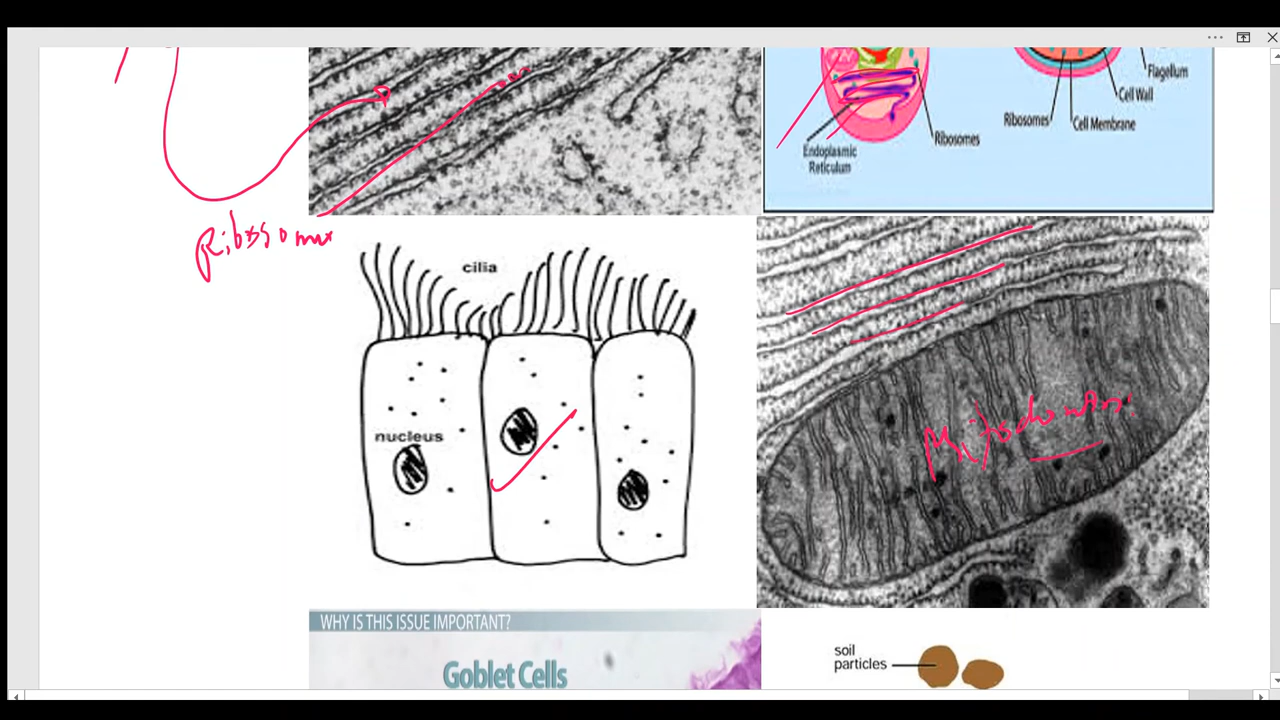 Flagellum
Cell Wall
Ribosomes
Cell Membrane
Ribosomes
Endoplasmic
Reticulum
Ribosomes
cilia
nucleus
WHY IS THIS ISSUE IMPORTANT?
Goblet Cells
soil
particles